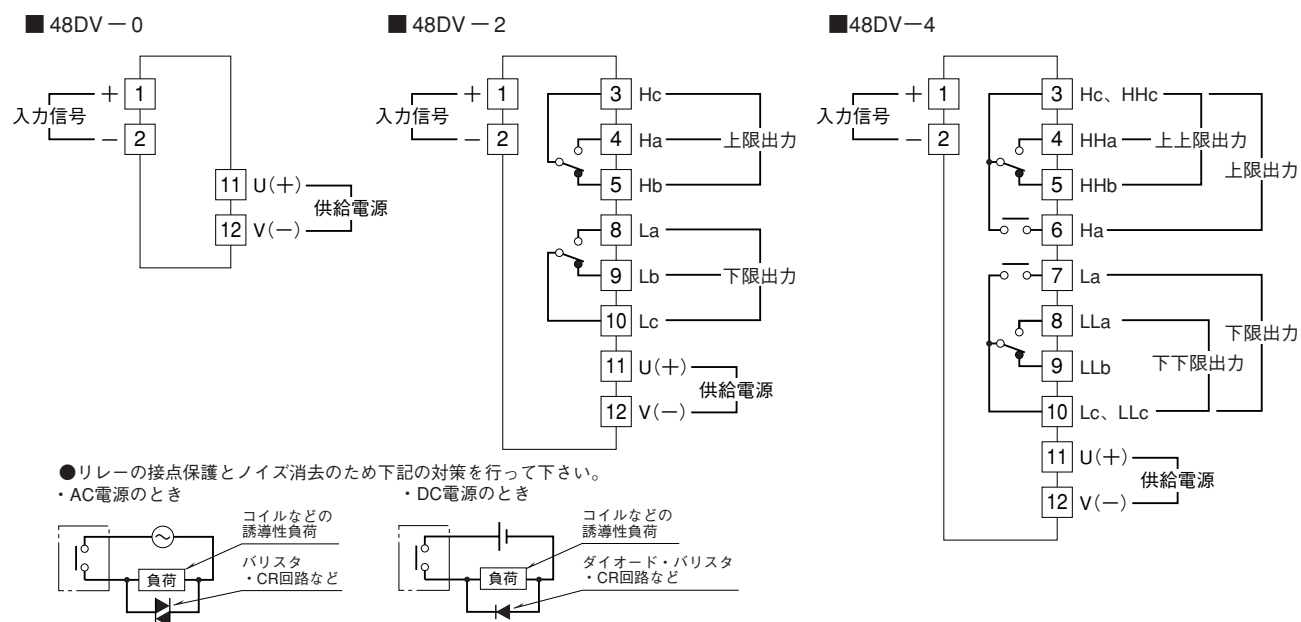 ■ 48DV－0
入力信号
＋ 1
－ 2
11 U(＋)
12 V(－)
供給電源
■ 48DV－2
入力信号
＋ 1
－ 2
3 Hc
4 Ha
5 Hb
上限出力
8 La
9 Lb
10 Lc
下限出力
11 U(＋)
12 V(－)
供給電源
■48DV－4
入力信号
＋ 1
－ 2
3 Hc、HHc
4 HHa
5 HHb
上上限出力
6 Ha
上限出力
7 La
8 LLa
9 LLb
10 Lc、LLc
下下限出力
下限出力
11 U(＋)
12 V(－)
供給電源
●リレーの接点保護とノイズ消去のため下記の対策を行って下さい。
・AC電源のとき
コイルなどの
誘導性負荷
負荷
バリスタ
・CR回路など
・DC電源のとき
コイルなどの
誘導性負荷
負荷
ダイオード・バリスタ
・CR回路など